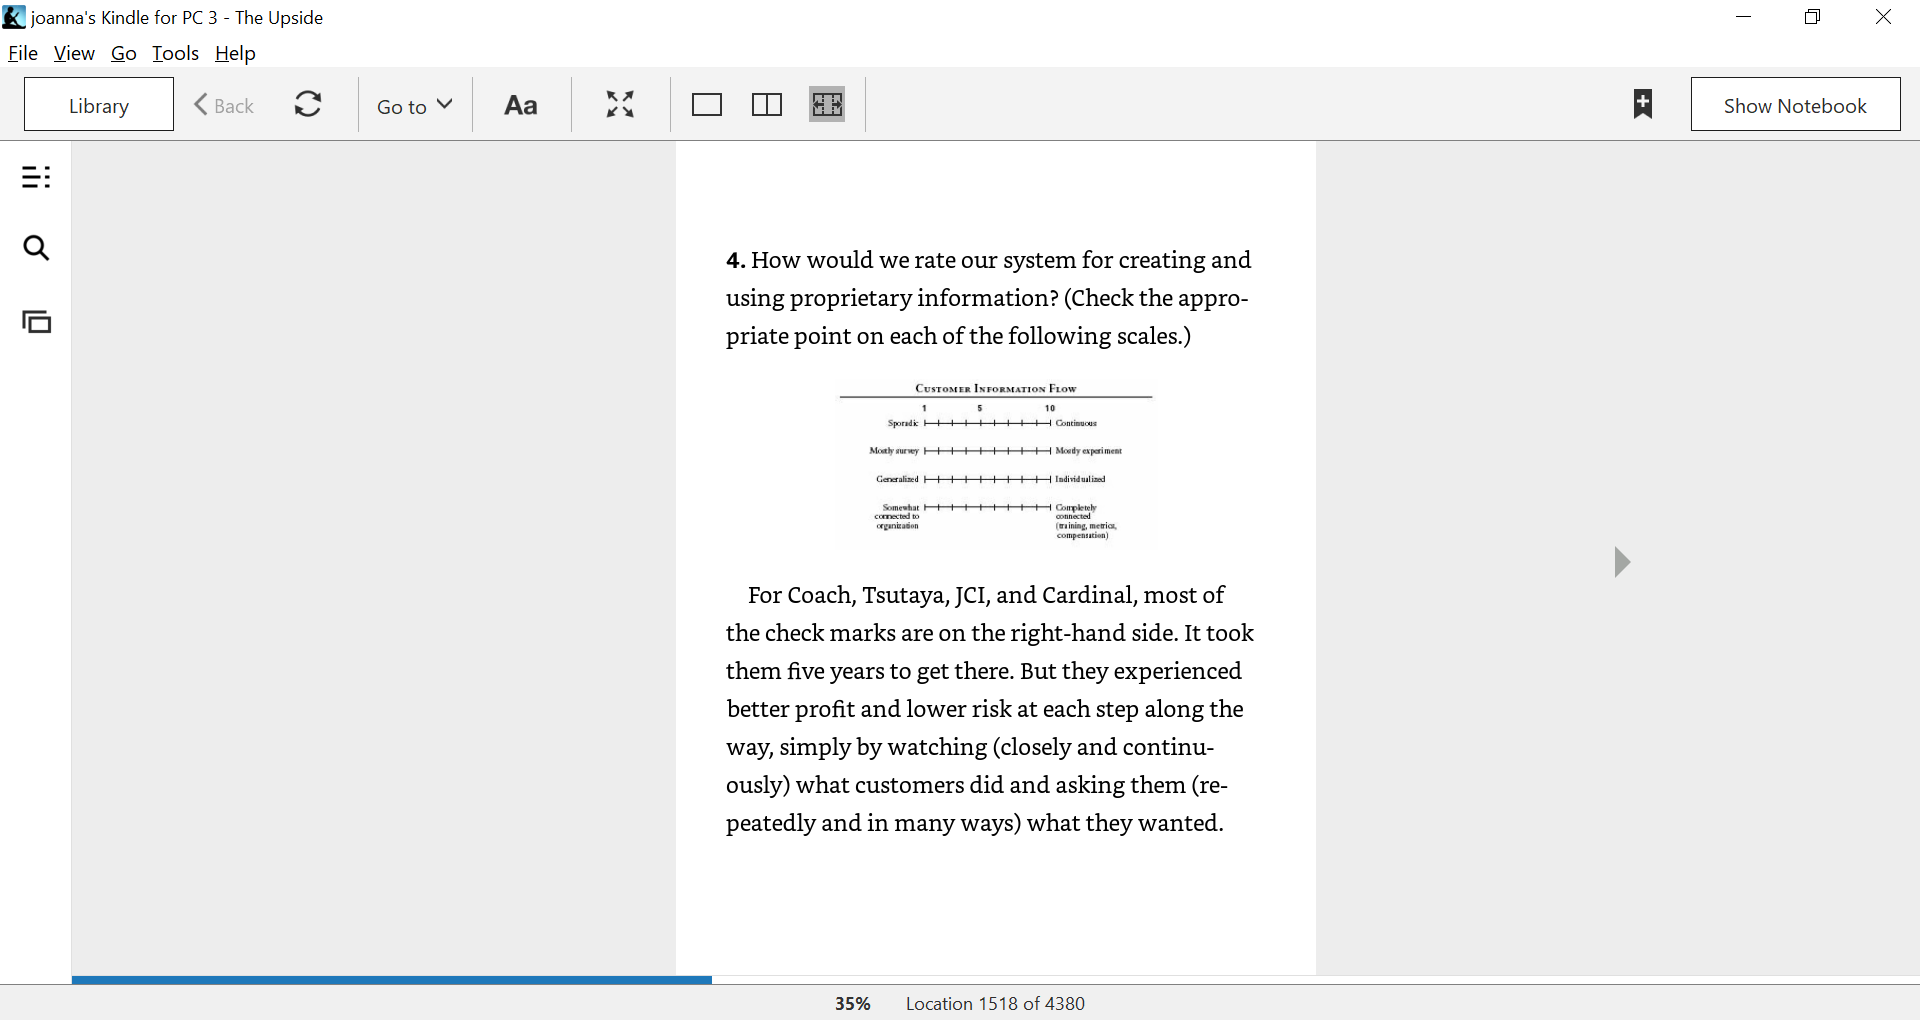 joanna's Kindle for PC 3 - The Upside
File View Go Tools Help
Library Back Go to Aa Show Notebook
4. How would we rate our system for creating and
using proprietary information? (Check the appro-
priate point on each of the following scales.)
CUSTOMER INFORMATION FLOW
1 5 10
Sporadic Continuous
Mostly survey Mostly experiment
Generalized Individualized
Somewhat Completely
connected to connected
organization (training, metrics,
compensation)
For Coach, Tsutaya, JCI, and Cardinal, most of
the check marks are on the right-hand side. It took
them five years to get there. But they experienced
better profit and lower risk at each step along the
way, simply by watching (closely and continu-
ously) what customers did and asking them (re-
peatedly and in many ways) what they wanted.
35% Location 1518 of 4380